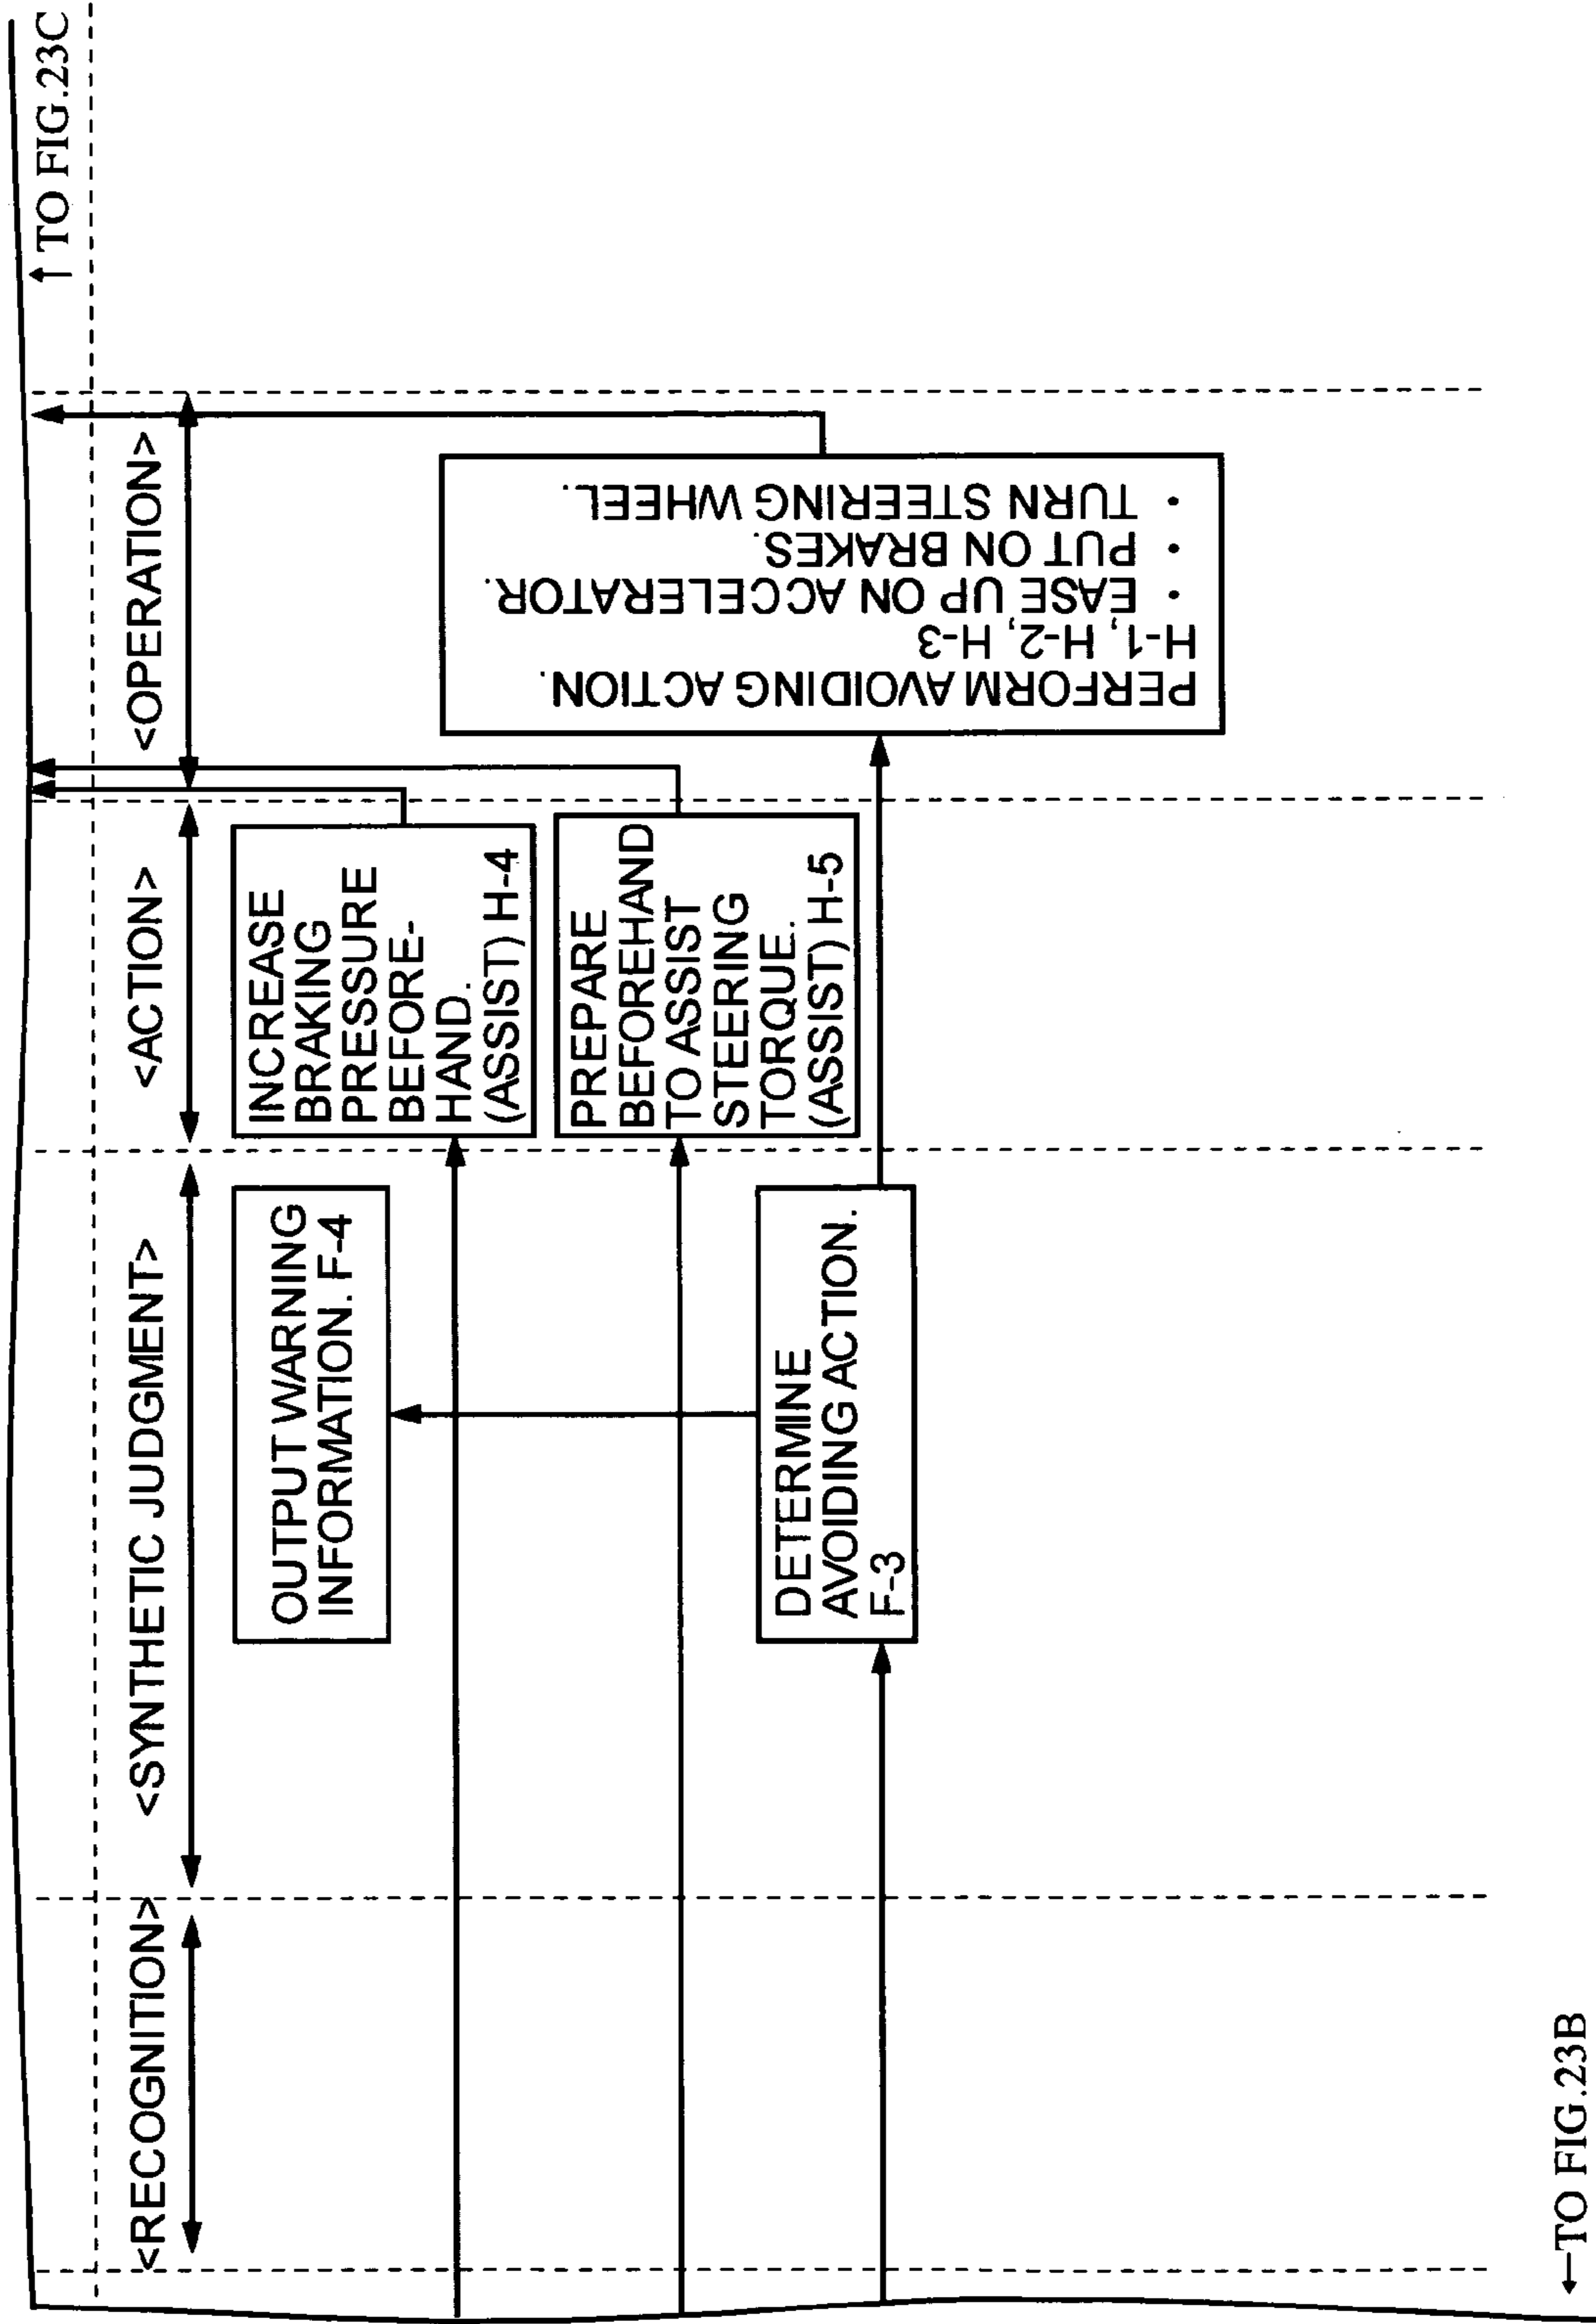 ↑ TO FIG.23C
<RECOGNITION>
<SYNTHETIC JUDGMENT>
<ACTION>
<OPERATION>
OUTPUT WARNING
INFORMATION. F-4
INCREASE
BRAKING
PRESSURE
BEFORE-
HAND.
(ASSIST) H-4
PREPARE
BEFOREHAND
TO ASSIST
STEERING
TORQUE.
(ASSIST) H-5
DETERMINE
AVOIDING ACTION.
F-3
PERFORM AVOIDING ACTION.
H-1, H-2, H-3
· EASE UP ON ACCELERATOR.
· PUT ON BRAKES.
· TURN STEERING WHEEL.
←TO FIG.23B